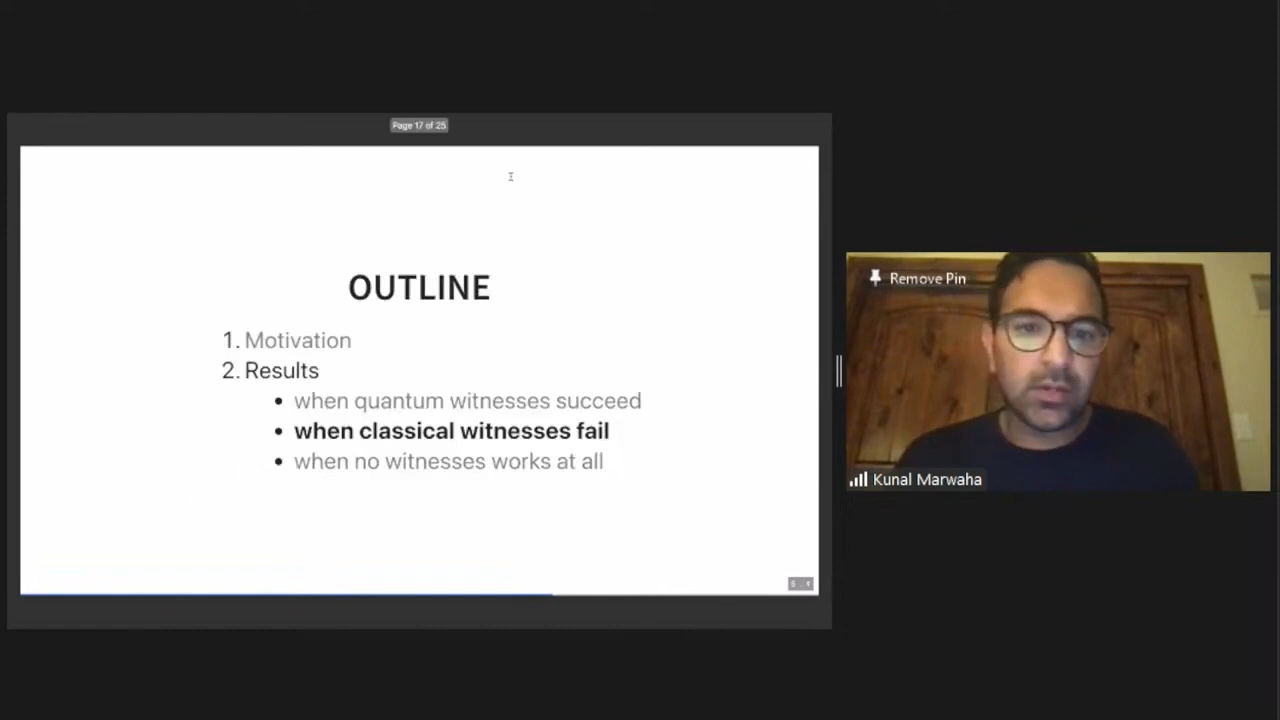 Page 17 of 25
OUTLINE
1. Motivation
2. Results
• when quantum witnesses succeed
• when classical witnesses fail
• when no witnesses works at all
Remove Pin
Kunal Marwaha